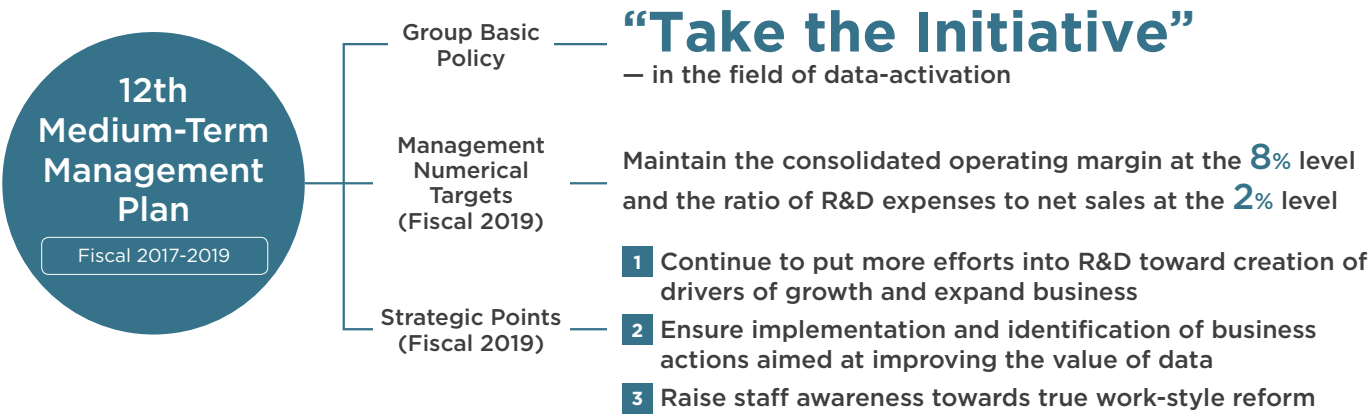 12th
Medium-Term
Management
Plan
Fiscal 2017-2019
Group Basic
Policy
“Take the Initiative”
— in the field of data-activation
Management
Numerical
Targets
(Fiscal 2019)
Maintain the consolidated operating margin at the 8% level
and the ratio of R&D expenses to net sales at the 2% level
Strategic Points
(Fiscal 2019)
1 Continue to put more efforts into R&D toward creation of
drivers of growth and expand business
2 Ensure implementation and identification of business
actions aimed at improving the value of data
3 Raise staff awareness towards true work-style reform